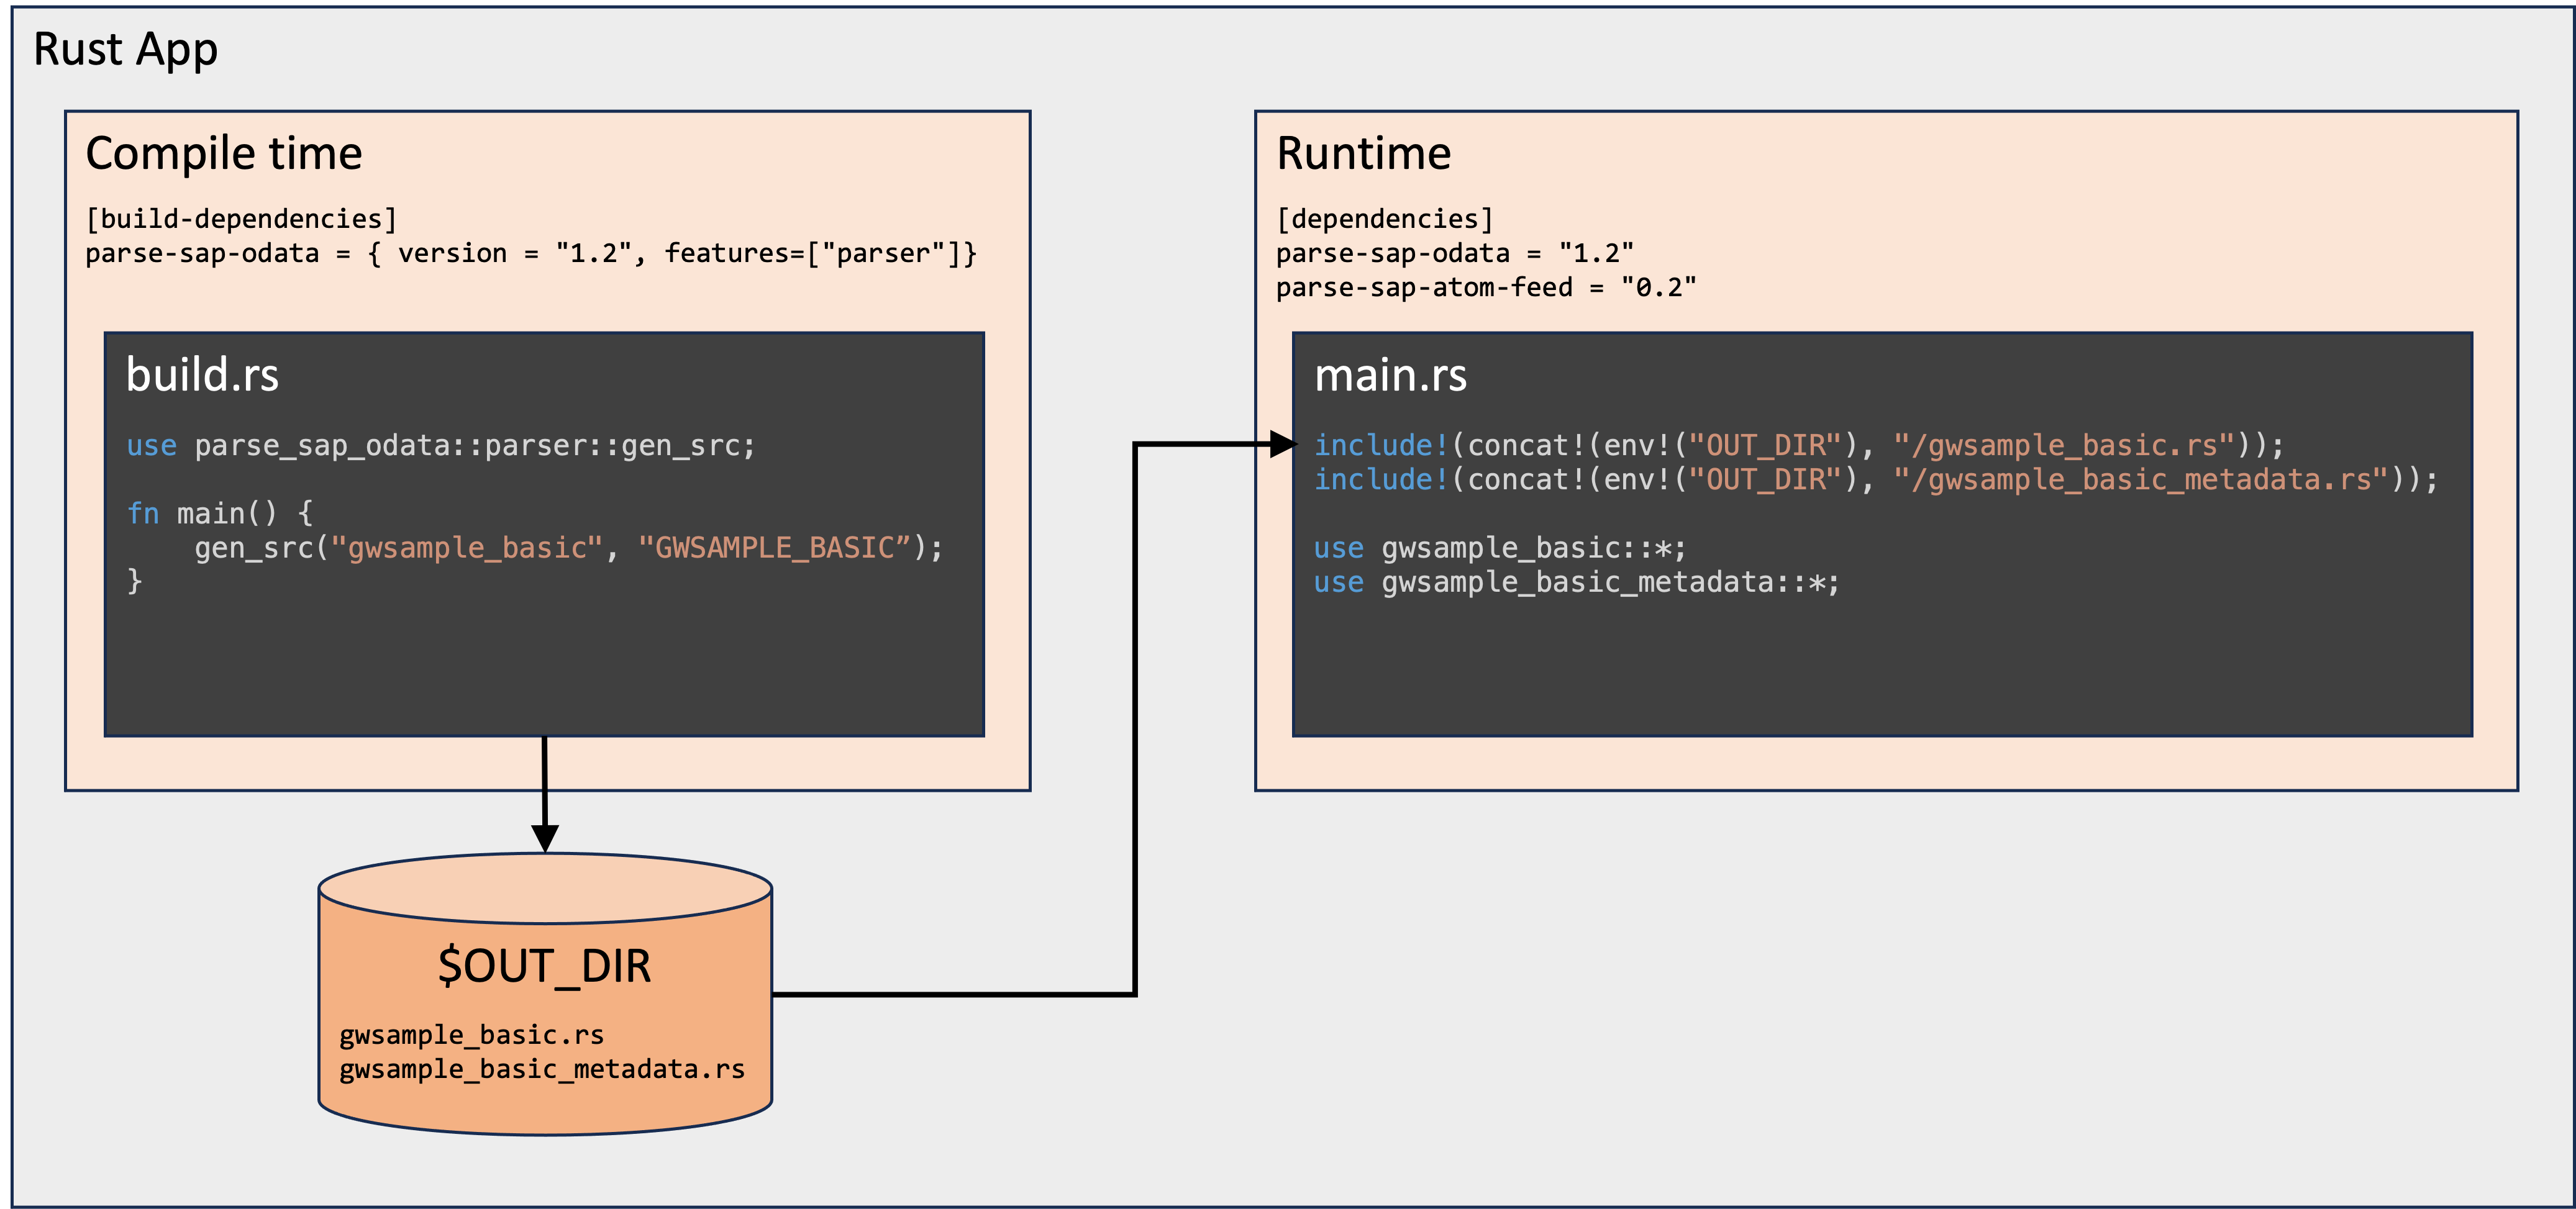 Rust App
Compile time
[build-dependencies]
parse-sap-odata = { version = "1.2", features=["parser"]}
build.rs
use parse_sap_odata::parser::gen_src;
fn main() {
    gen_src("gwsample_basic", "GWSAMPLE_BASIC”);
}
$OUT_DIR
gwsample_basic.rs
gwsample_basic_metadata.rs
Runtime
[dependencies]
parse-sap-odata = "1.2"
parse-sap-atom-feed = "0.2"
main.rs
include!(concat!(env!("OUT_DIR"), "/gwsample_basic.rs"));
include!(concat!(env!("OUT_DIR"), "/gwsample_basic_metadata.rs"));
use gwsample_basic::*;
use gwsample_basic_metadata::*;